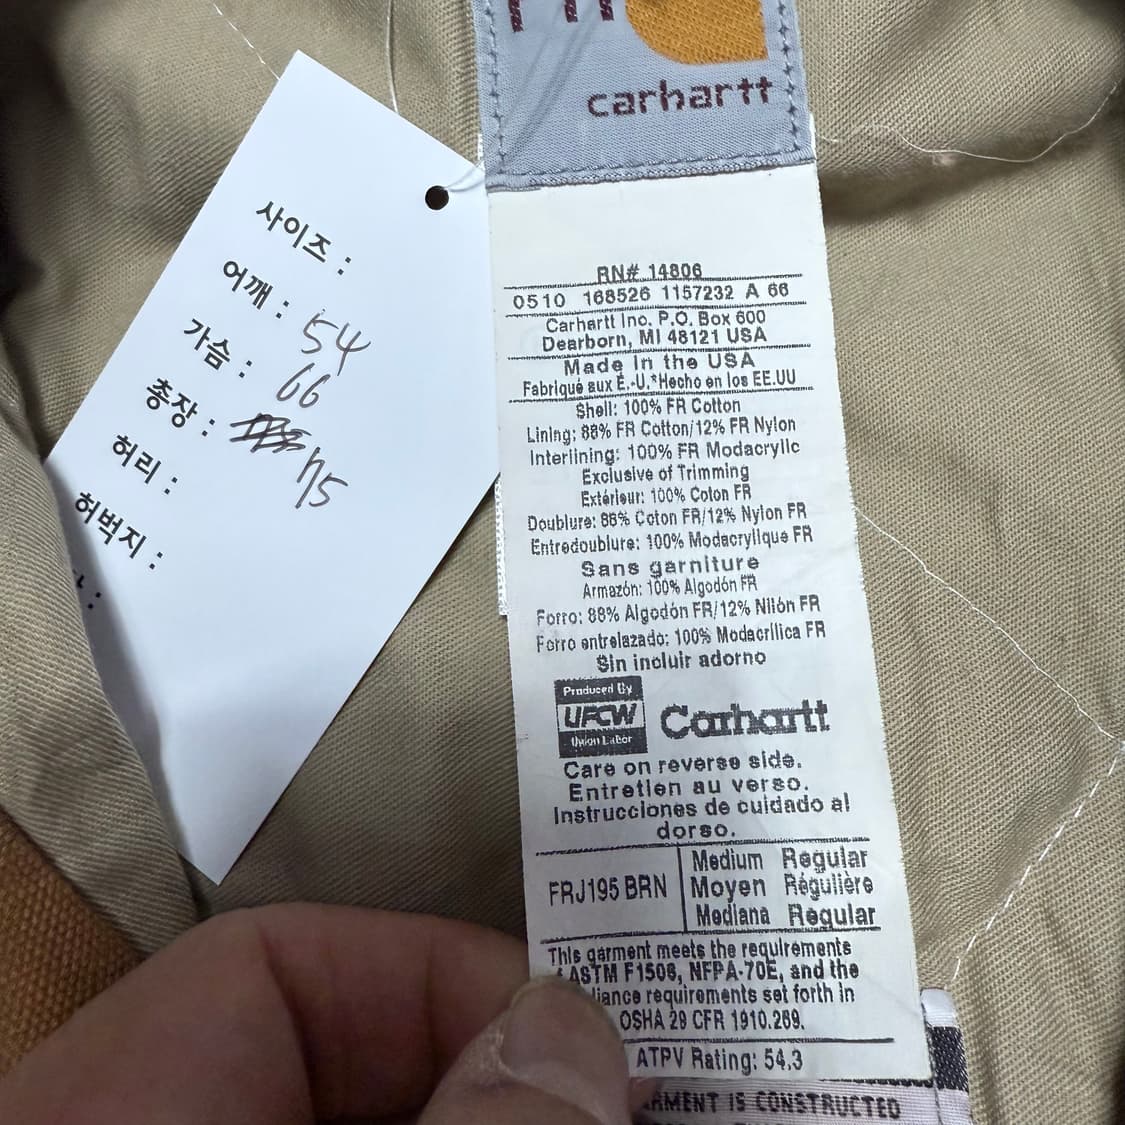 carhartt
사이즈 :
어깨 : 54
가슴 : 66
총장 : 75
허리 :
허벅지 :
:
RN# 14806
0510 168526 1157232 A 66
Carhartt Inc. P.O. Box 600
Dearborn, MI 48121 USA
Made In the USA
Fabriqué aux É.-U.*Hecho en los EE.UU
Shell: 100% FR Cotton
Lining: 88% FR Cotton/12% FR Nylon
Interlining: 100% FR Modacrylic
Exclusive of Trimming
Extérieur: 100% Coton FR
Doublure: 88% Coton FR/12% Nylon FR
Entredoublure: 100% Modacrylique FR
Sans garniture
Armazón: 100% Algodón FR
Forro: 88% Algodón FR/12% Nilón FR
Forro entrelazado: 100% Modacrílica FR
Sin incluir adorno
Produced By
UFCW
Union Labor
Carhartt
Care on reverse side.
Entretien au verso.
Instrucciones de cuidado al
dorso.
FRJ195 BRN
Medium Regular
Moyen Régulière
Mediana Regular
This garment meets the requirements
ASTM F1506, NFPA-70E, and the
liance requirements set forth in
OSHA 29 CFR 1910.269.
ATPV Rating: 54.3
ARMENT IS CONSTRUCTED